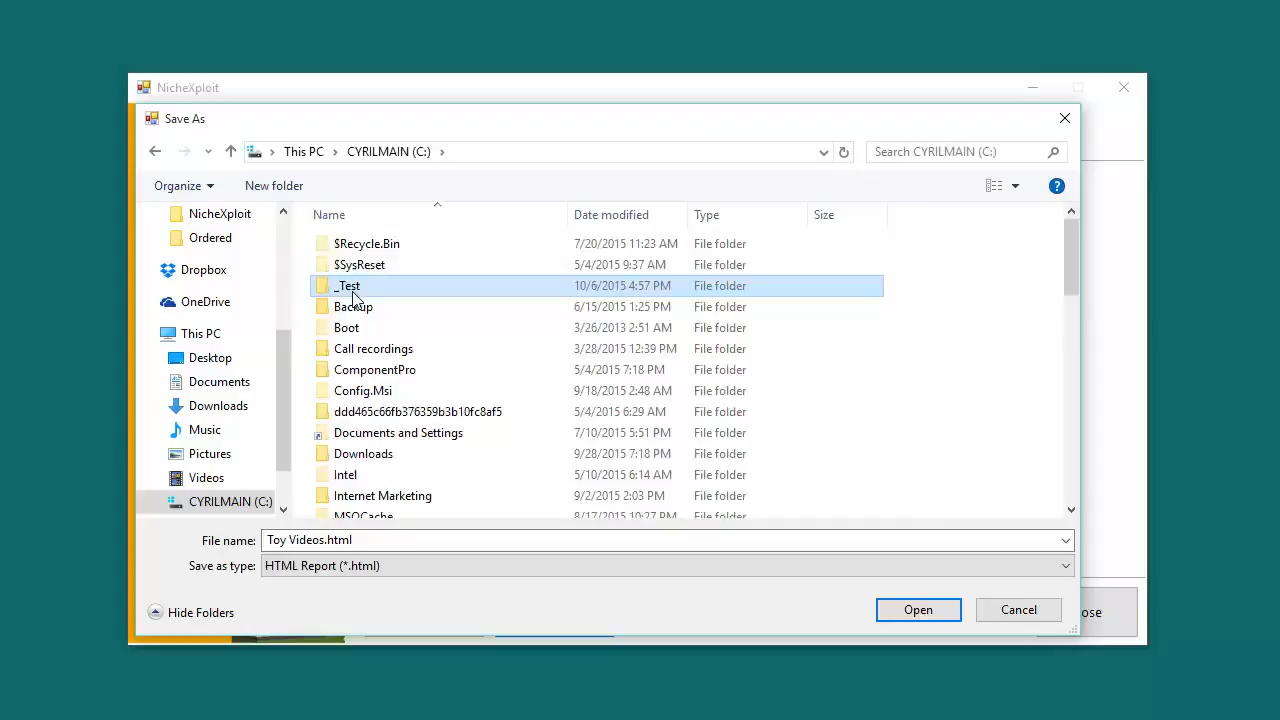 NicheXploit
Save As
This PC CYRILMAIN (C:)
Search CYRILMAIN (C:)
Organize New folder
?
Name Date modified Type Size
NicheXploit
Ordered
Dropbox
OneDrive
This PC
Desktop
Documents
Downloads
Music
Pictures
Videos
CYRILMAIN (C:)
$Recycle.Bin 7/20/2015 11:23 AM File folder
$SysReset 5/4/2015 9:37 AM File folder
_Test 10/6/2015 4:57 PM File folder
Backup 6/15/2015 1:25 PM File folder
Boot 3/26/2013 2:51 AM File folder
Call recordings 3/28/2015 12:39 PM File folder
ComponentPro 5/4/2015 7:18 PM File folder
Config.Msi 9/18/2015 2:48 AM File folder
ddd465c66fb376359b3b10fc8af5 5/4/2015 6:29 AM File folder
Documents and Settings 7/10/2015 5:51 PM File folder
Downloads 9/28/2015 7:18 PM File folder
Intel 5/10/2015 6:14 AM File folder
Internet Marketing 9/2/2015 2:03 PM File folder
MSOCache 8/17/2015 10:27 PM File folder
File name: Toy Videos.html
Save as type: HTML Report (*.html)
Hide Folders
Open Cancel
ose